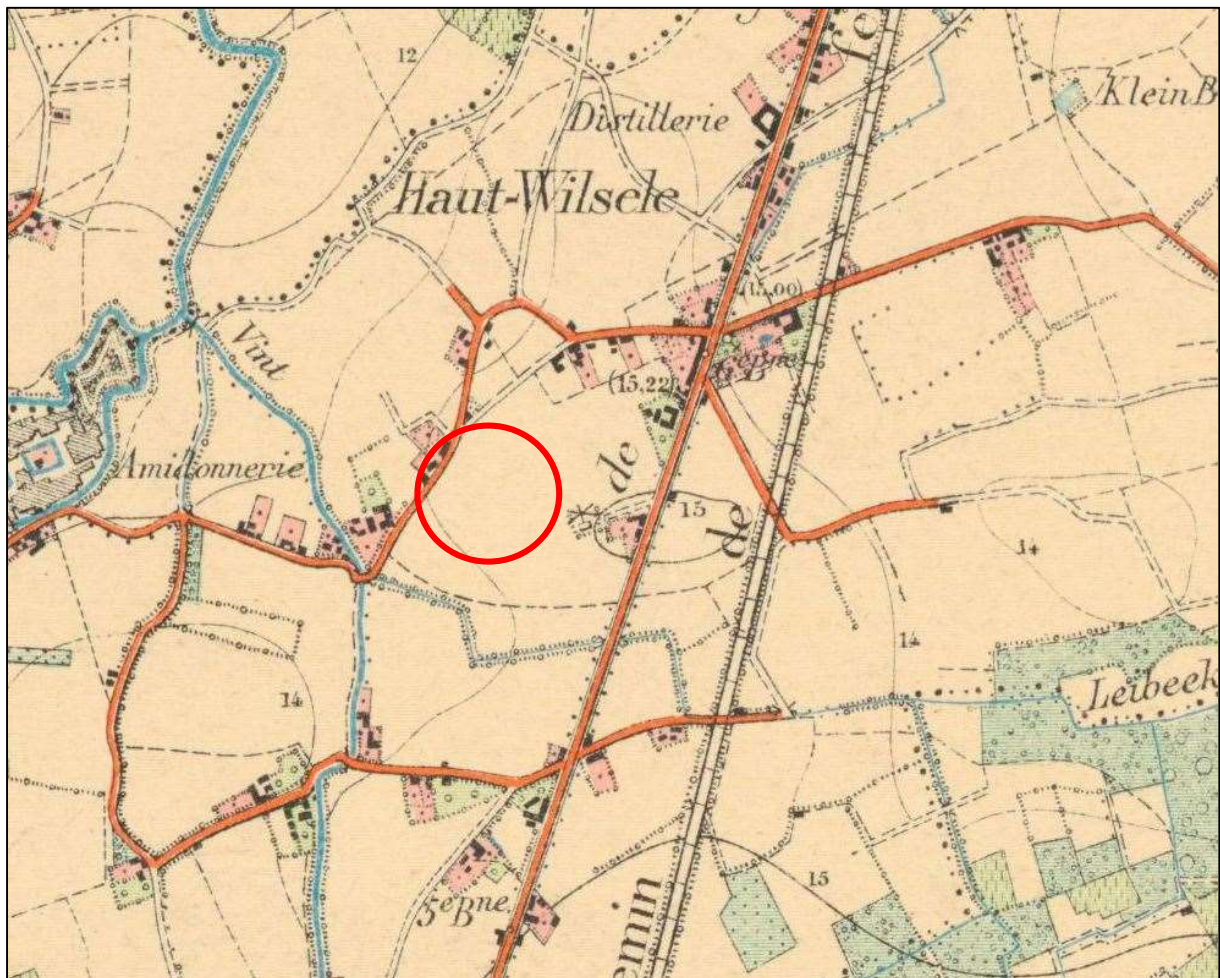 12
Distillerie
Klein B
Haut-Wilsele
(15,00)
Vint
(15,22)
Amidonnerie
de
15
de
14
14
14
Leibeek
15
5e Bne
emin